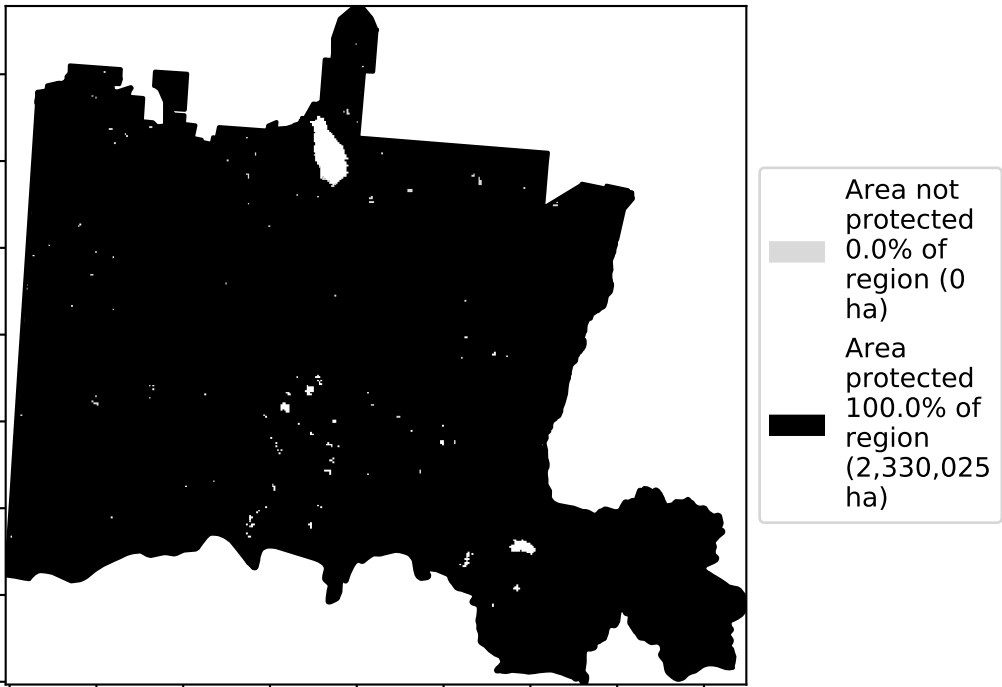 Area not
protected
0.0% of
region (0
ha)
Area
protected
100.0% of
region
(2,330,025
ha)